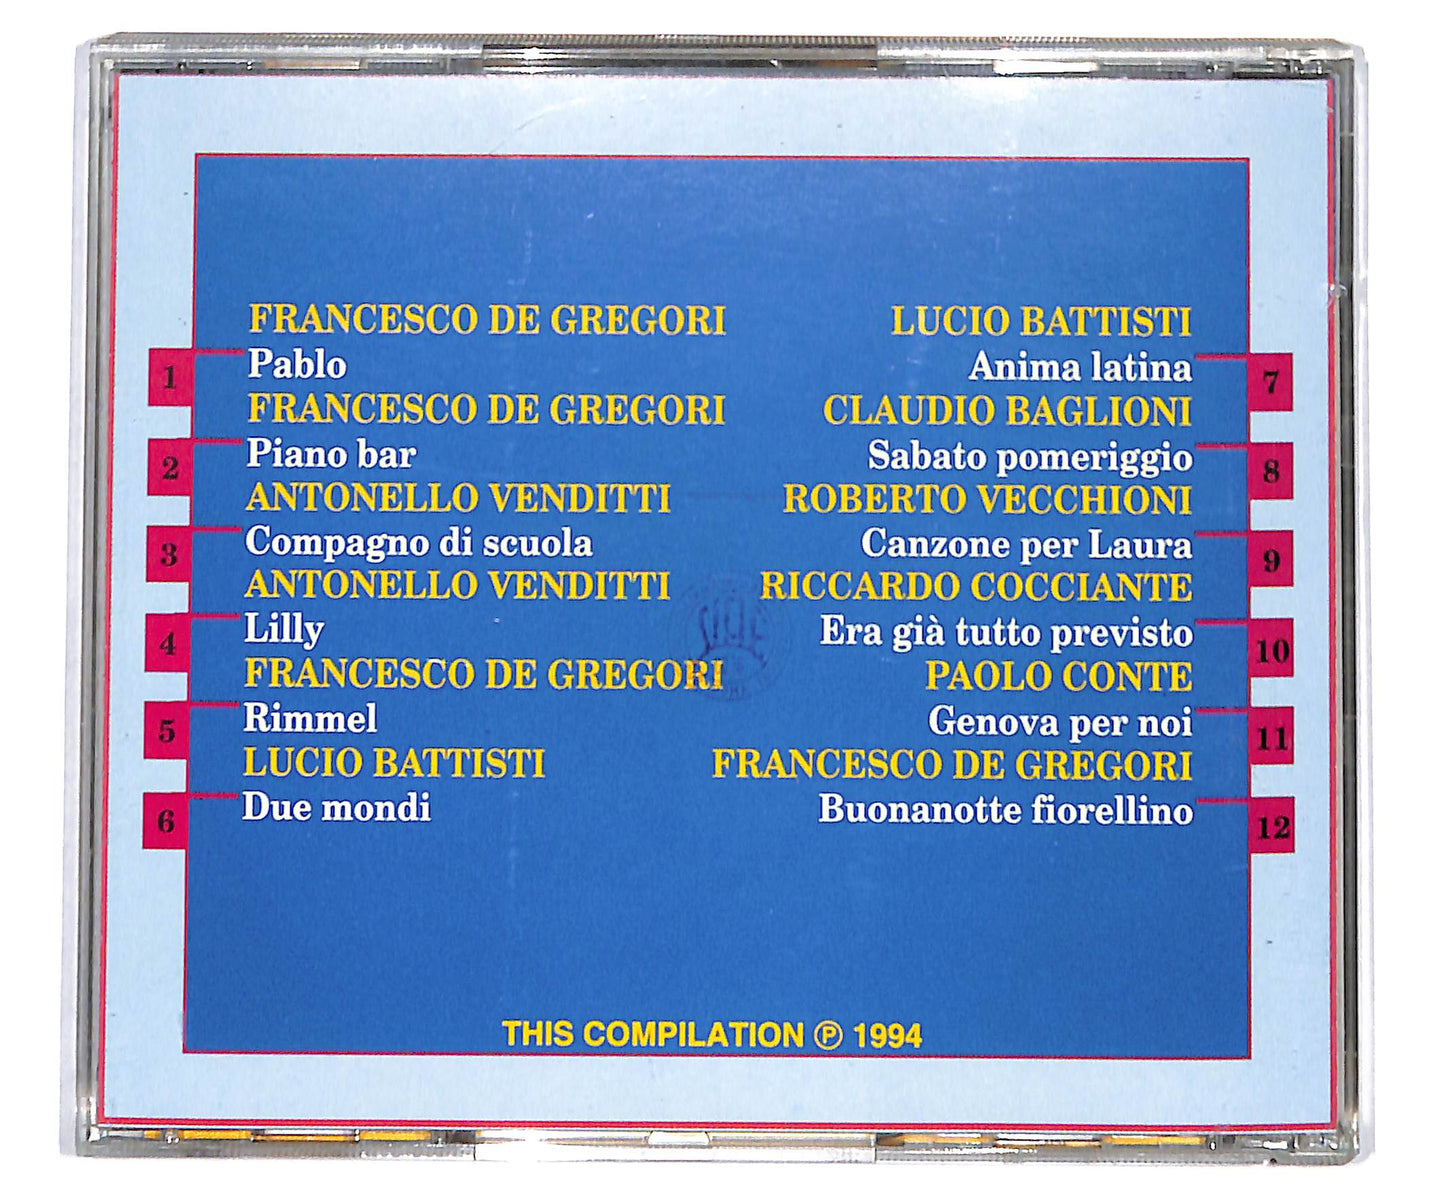 FRANCESCO DE GREGORI
1 Pablo
FRANCESCO DE GREGORI
2 Piano bar
ANTONELLO VENDITTI
3 Compagno di scuola
ANTONELLO VENDITTI
4 Lilly
FRANCESCO DE GREGORI
5 Rimmel
LUCIO BATTISTI
6 Due mondi
LUCIO BATTISTI
Anima latina 7
CLAUDIO BAGLIONI
Sabato pomeriggio 8
ROBERTO VECCHIONI
Canzone per Laura 9
RICCARDO COCCIANTE
Era già tutto previsto 10
PAOLO CONTE
Genova per noi 11
FRANCESCO DE GREGORI
Buonanotte fiorellino 12
THIS COMPILATION ℗ 1994